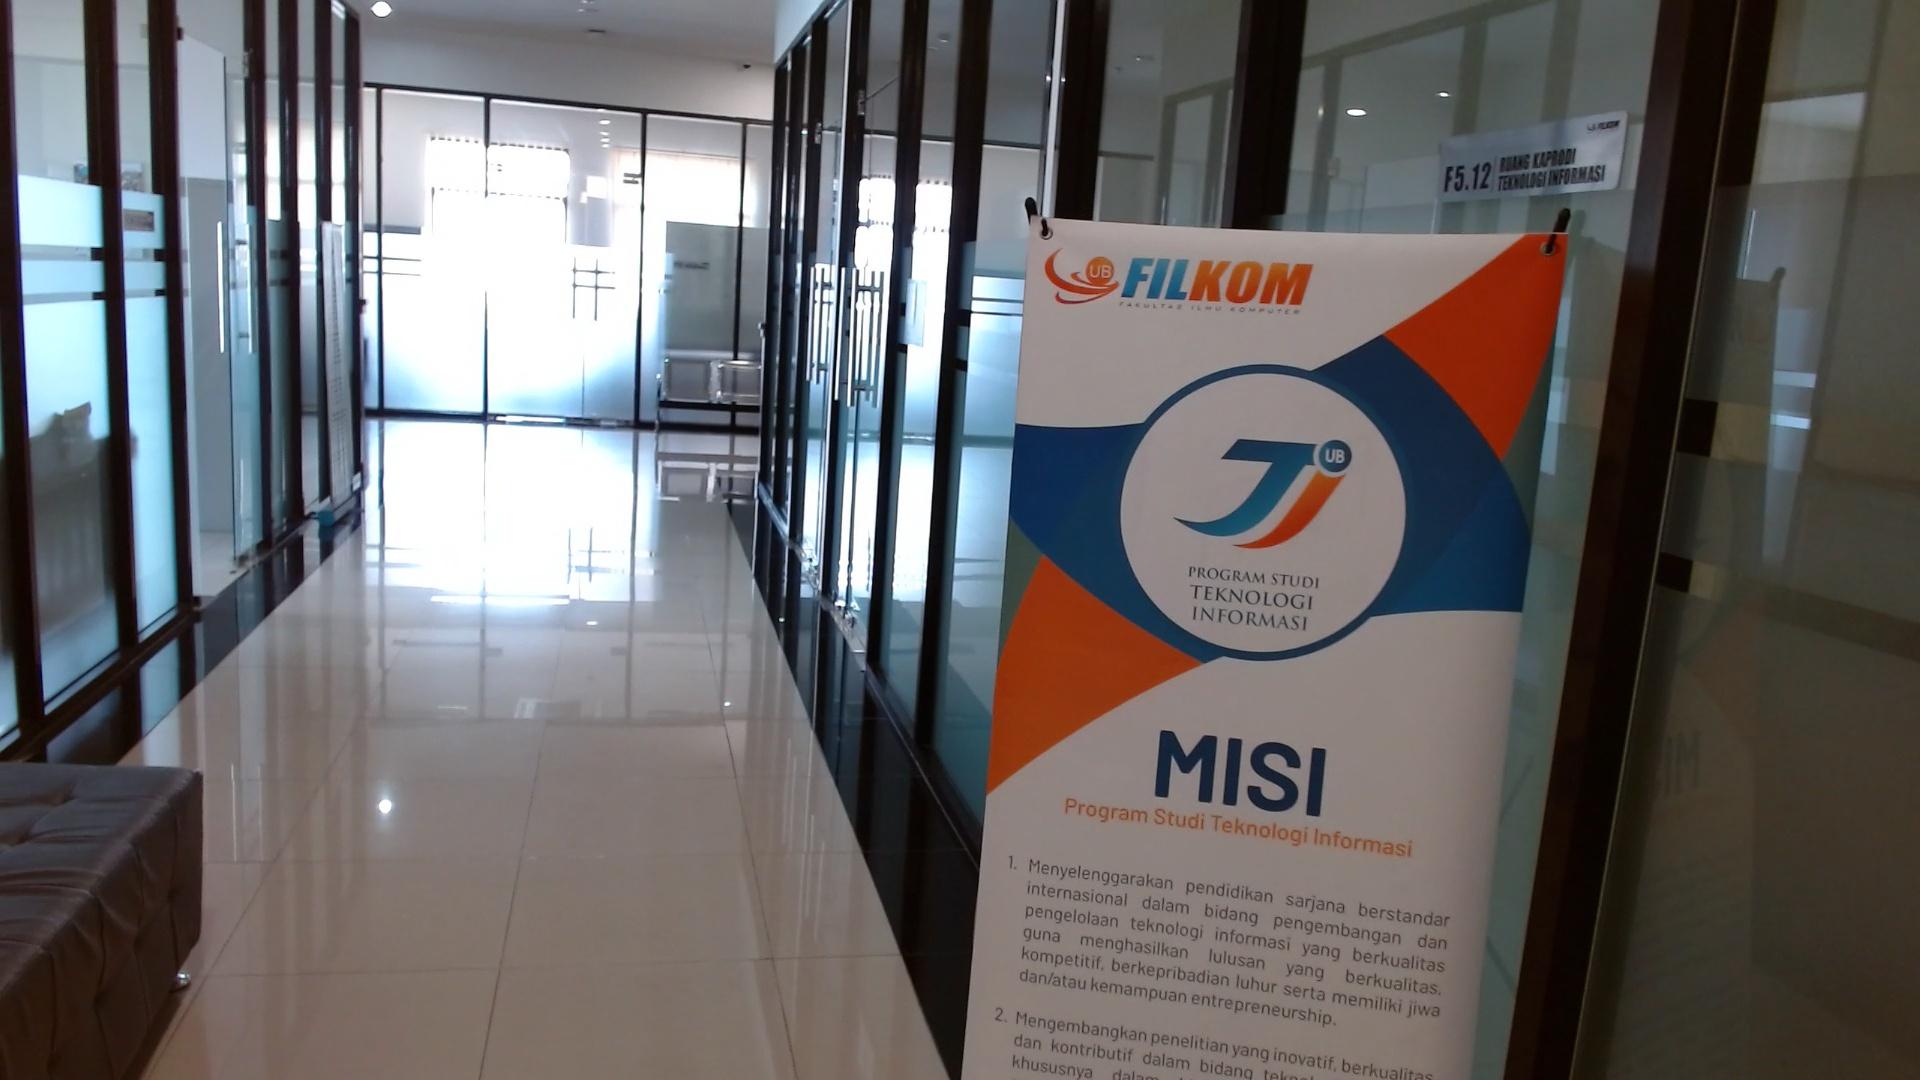 FILKOM
F5.12
RUANG KAPRODI
TEKNOLOGI INFORMASI
UB
FILKOM
FAKULTAS ILMU KOMPUTER
UB
PROGRAM STUDI
TEKNOLOGI
INFORMASI
MISI
Program Studi Teknologi Informasi
1. Menyelenggarakan pendidikan sarjana berstandar
internasional dalam bidang pengembangan dan
pengelolaan teknologi informasi yang berkualitas
guna menghasilkan lulusan yang berkualitas,
kompetitif, berkepribadian luhur serta memiliki jiwa
dan/atau kemampuan entrepreneurship.
2. Mengembangkan penelitian yang inovatif, berkualitas
dan kontributif dalam bidang
khususnya dalam